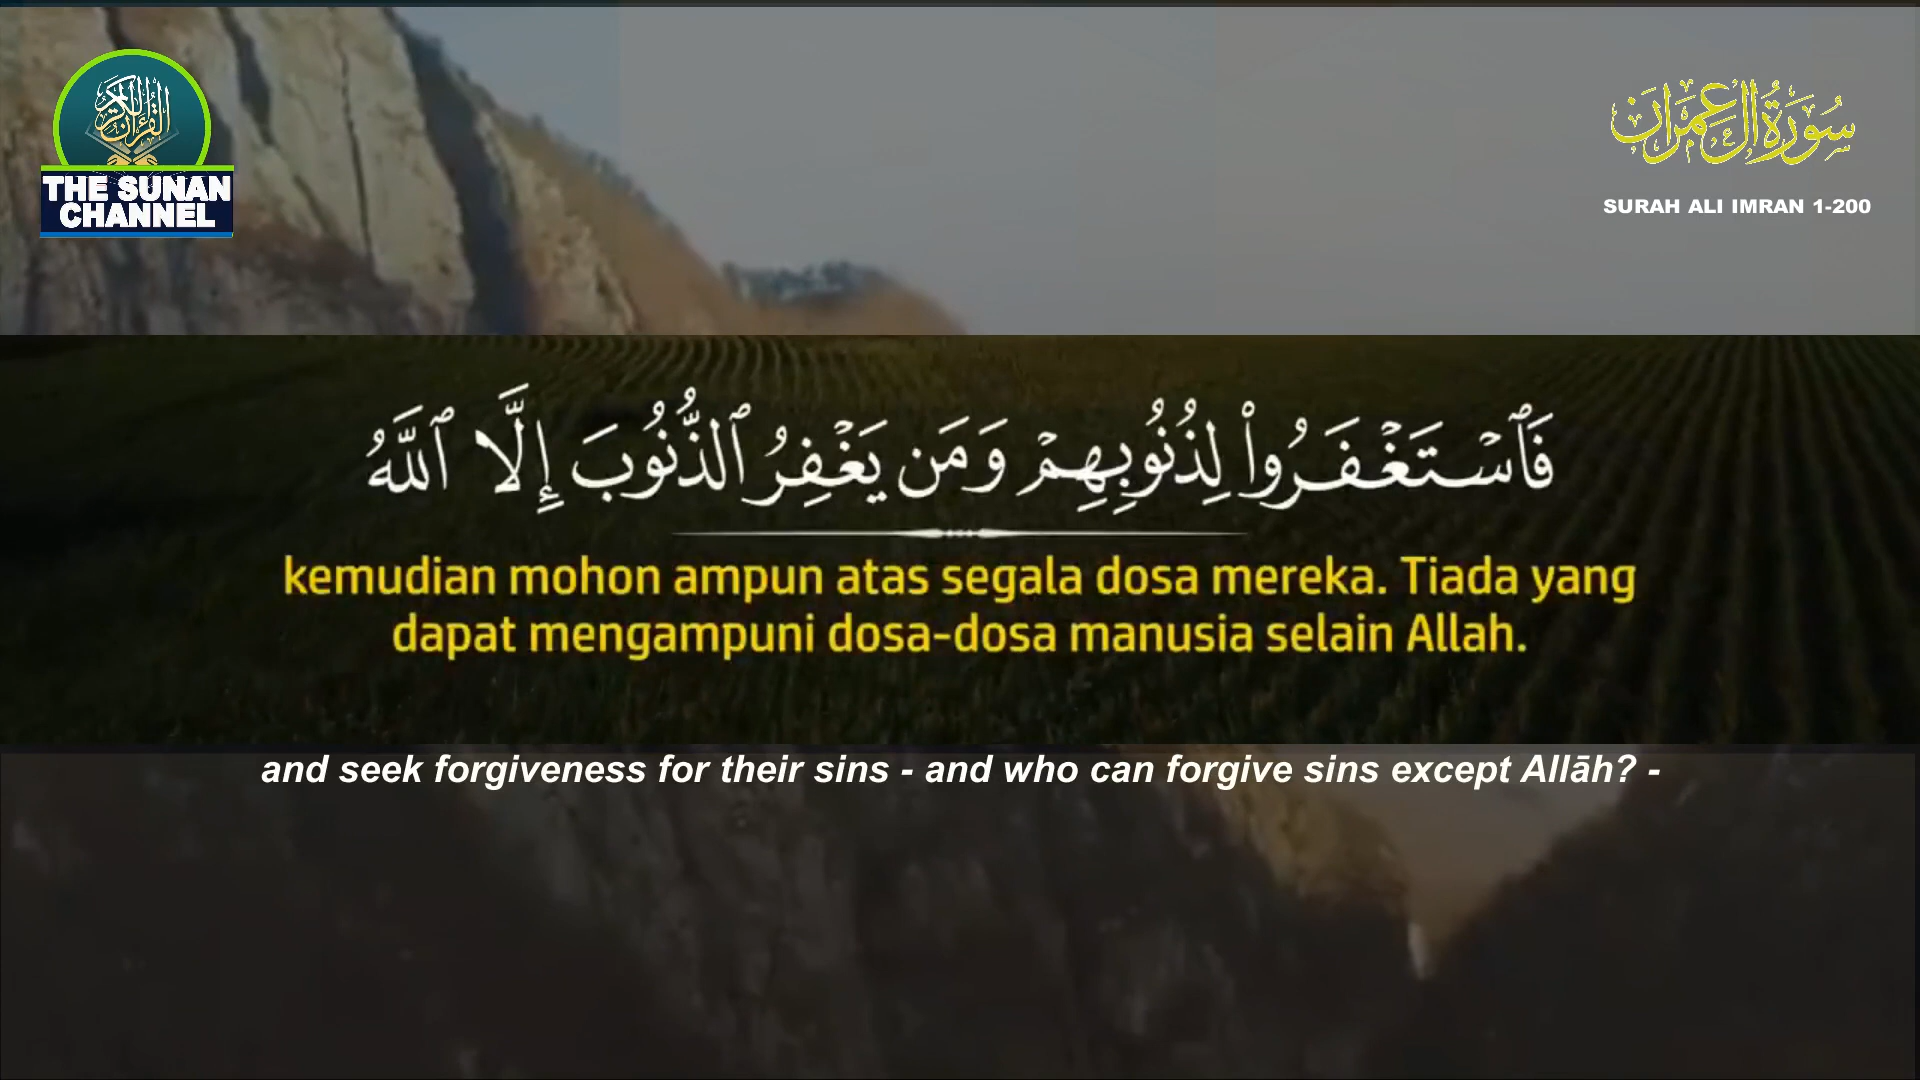 القرآن الكريم
THE SUNAN
CHANNEL
سُورَةُ آلِ عِمْرَانَ
SURAH ALI IMRAN 1-200
فَٱسْتَغْفَرُوا۟ لِذُنُوبِهِمْ وَمَن يَغْفِرُ ٱلذُّنُوبَ إِلَّا ٱللَّهُ
kemudian mohon ampun atas segala dosa mereka. Tiada yang
dapat mengampuni dosa-dosa manusia selain Allah.
and seek forgiveness for their sins - and who can forgive sins except Allāh? -